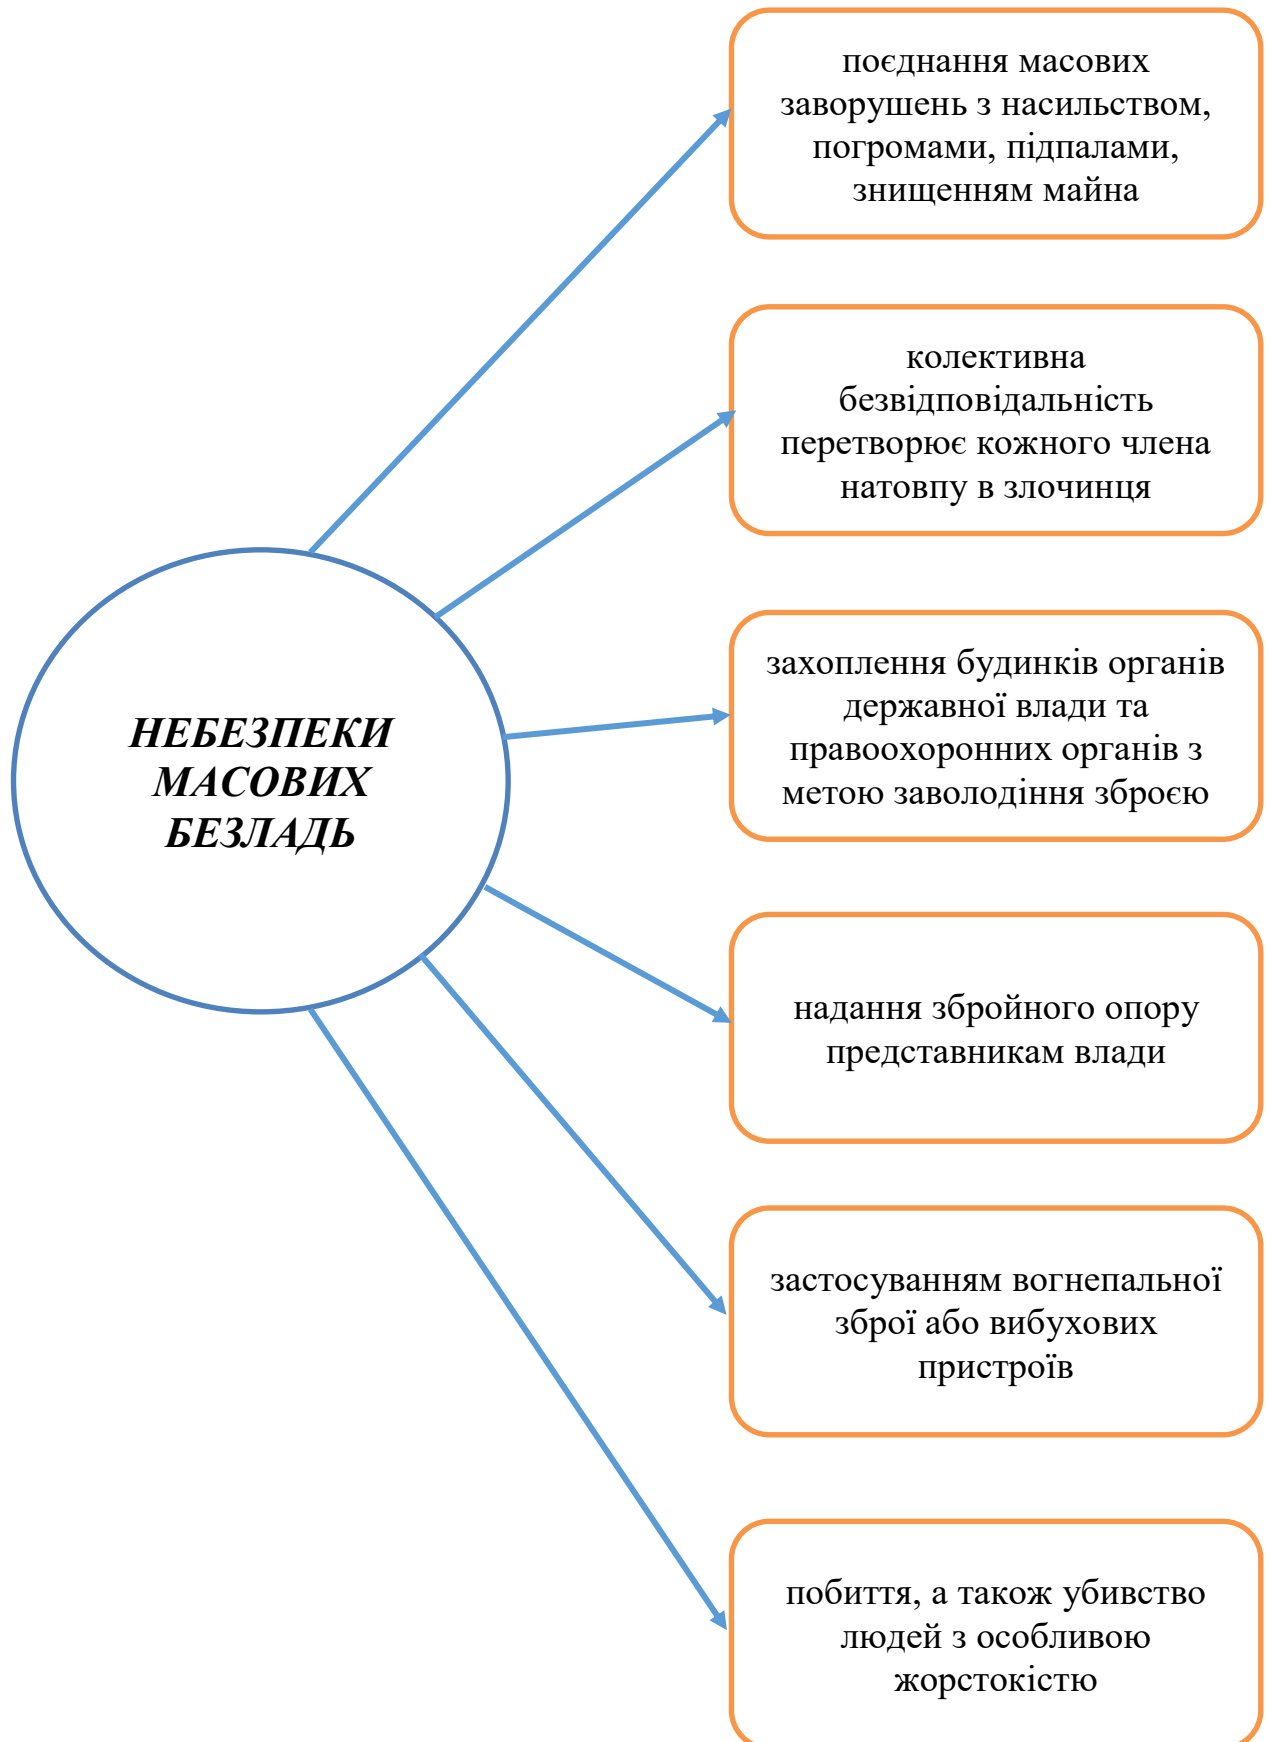 поєднання масових
заворушень з насильством,
погромами, підпалами,
знищенням майна
колективна
безвідповідальність
перетворює кожного члена
натовпу в злочинця
захоплення будинків органів
державної влади та
правоохоронних органів з
метою заволодіння зброєю
НЕБЕЗПЕКИ
МАСОВИХ
БЕЗЛАДЬ
надання збройного опору
представникам влади
застосуванням вогнепальної
зброї або вибухових
пристроїв
побиття, а також убивство
людей з особливою
жорстокістю